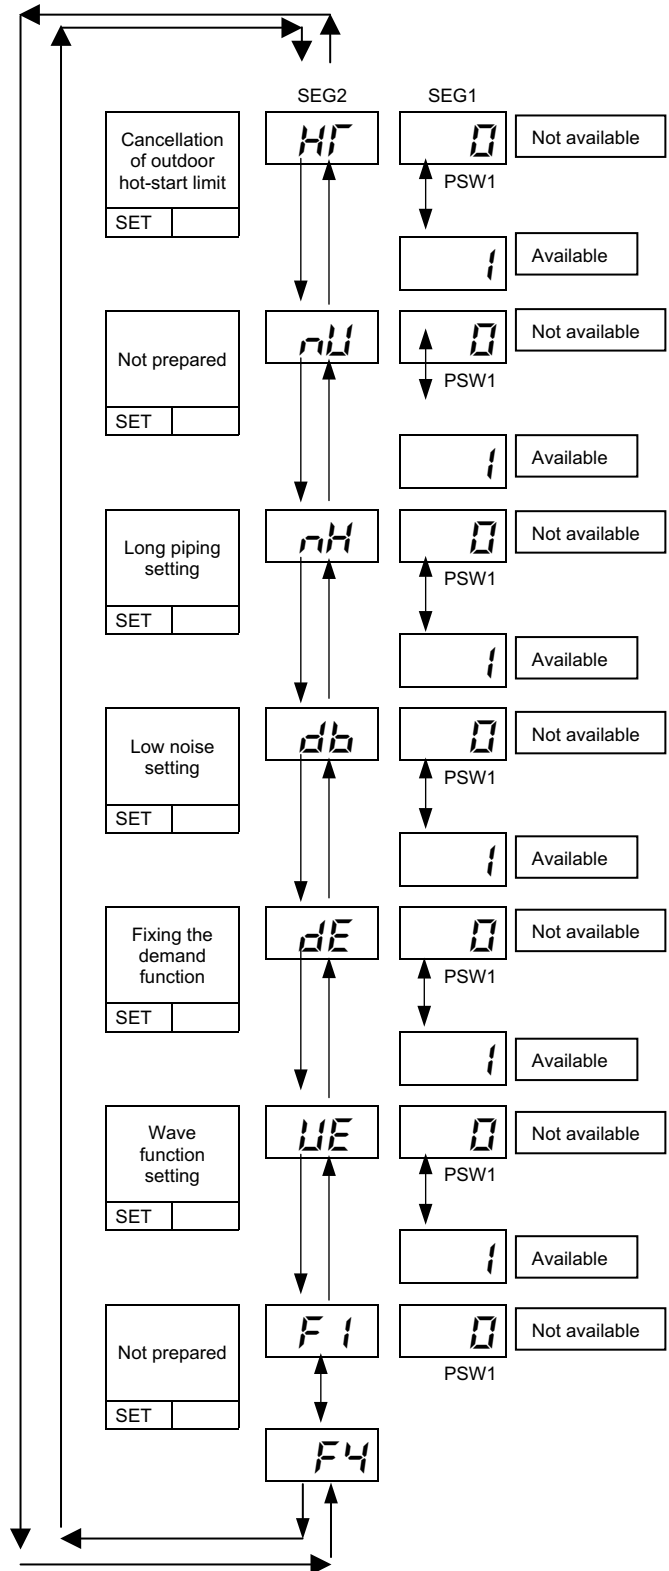 SEG2 SEG1
Cancellation
of outdoor
hot-start limit
SET
HT
0
Not available
PSW1
1
Available
Not prepared
SET
nU
0
Not available
PSW1
1
Available
Long piping
setting
SET
nH
0
Not available
PSW1
1
Available
Low noise
setting
SET
db
0
Not available
PSW1
1
Available
Fixing the
demand
function
SET
dE
0
Not available
PSW1
1
Available
Wave
function
setting
SET
UE
0
Not available
PSW1
1
Available
Not prepared
SET
F1
0
Not available
PSW1
F4